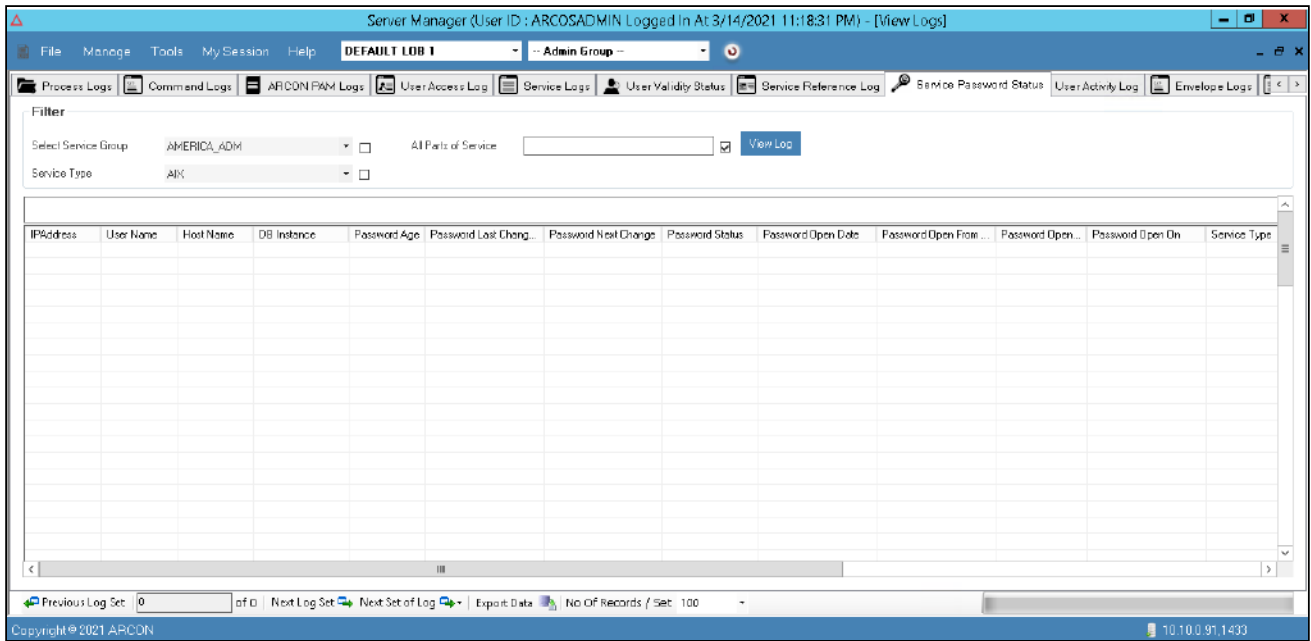 Server Manager (User ID : ARCOSADMIN Logged In At 3/14/2021 11:18:31 PM) - [View Logs]
File Manage Tools My Session Help DEFAULT LOB 1 -- Admin Group --
Process Logs Command Logs ARCON PAM Logs User Access Log Service Logs User Validity Status Service Reference Log Service Password Status User Activity Log Envelope Logs
Filter
Select Service Group AMERICA_ADM All Parts of Service View Log
Service Type AIX
IPAddress User Name Host Name DB Instance Password Age Password Last Chang... Password Next Change Password Status Password Open Date Password Open From ... Password Open... Password Open On Service Type
Previous Log Set 0 of 0 Next Log Set Next Set of Log Export Data No Of Records / Set 100
Copyright © 2021 ARCON 10.10.0.91,1433